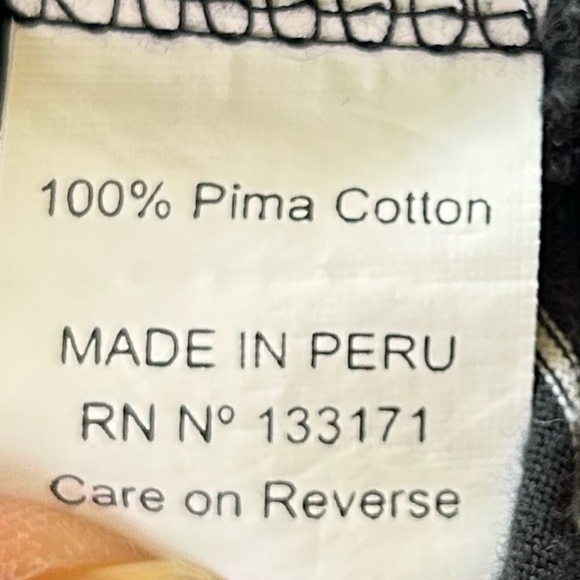 100% Pima Cotton
MADE IN PERU
RN Nº 133171
Care on Reverse